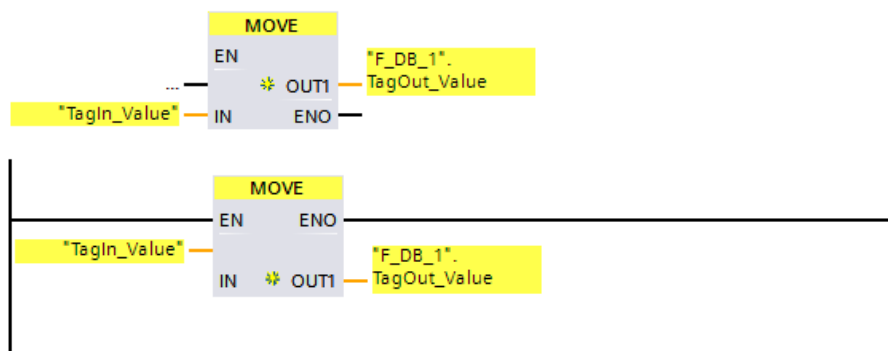 MOVE
EN
"F_DB_1".
... OUT1 TagOut_Value
"TagIn_Value" IN ENO
MOVE
EN ENO
"TagIn_Value"
"F_DB_1".
IN OUT1 TagOut_Value